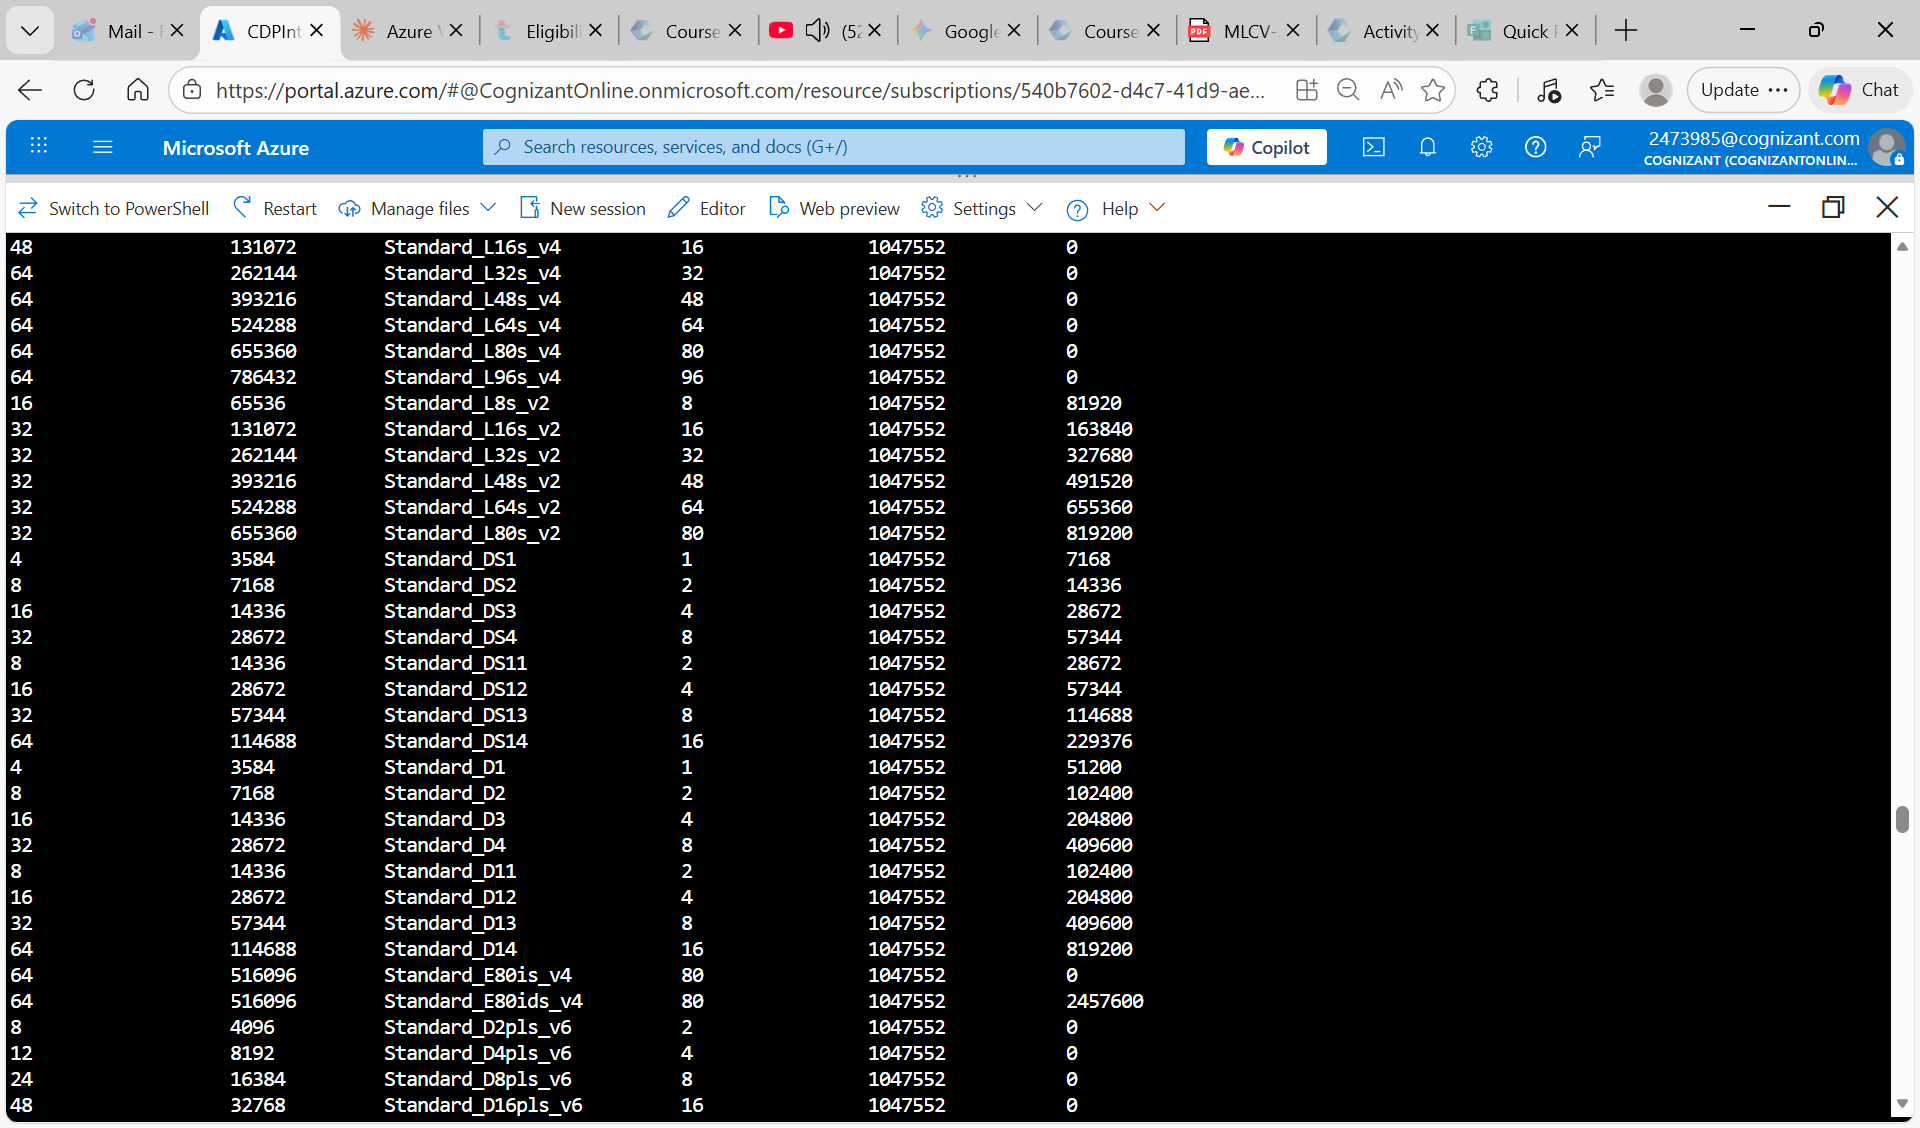 Mail -
CDPInt
Azure
Eligibili
Course
(52
Google
Course
MLCV-
Activity
Quick
https://portal.azure.com/#@CognizantOnline.onmicrosoft.com/resource/subscriptions/540b7602-d4c7-41d9-ae...
Update
Chat
Microsoft Azure
Search resources, services, and docs (G+/)
Copilot
2473985@cognizant.com
COGNIZANT (COGNIZANTONLIN...
Switch to PowerShell Restart Manage files New session Editor Web preview Settings Help
48 131072 Standard_L16s_v4 16 1047552 0
64 262144 Standard_L32s_v4 32 1047552 0
64 393216 Standard_L48s_v4 48 1047552 0
64 524288 Standard_L64s_v4 64 1047552 0
64 655360 Standard_L80s_v4 80 1047552 0
64 786432 Standard_L96s_v4 96 1047552 0
16 65536 Standard_L8s_v2 8 1047552 81920
32 131072 Standard_L16s_v2 16 1047552 163840
32 262144 Standard_L32s_v2 32 1047552 327680
32 393216 Standard_L48s_v2 48 1047552 491520
32 524288 Standard_L64s_v2 64 1047552 655360
32 655360 Standard_L80s_v2 80 1047552 819200
4 3584 Standard_DS1 1 1047552 7168
8 7168 Standard_DS2 2 1047552 14336
16 14336 Standard_DS3 4 1047552 28672
32 28672 Standard_DS4 8 1047552 57344
8 14336 Standard_DS11 2 1047552 28672
16 28672 Standard_DS12 4 1047552 57344
32 57344 Standard_DS13 8 1047552 114688
64 114688 Standard_DS14 16 1047552 229376
4 3584 Standard_D1 1 1047552 51200
8 7168 Standard_D2 2 1047552 102400
16 14336 Standard_D3 4 1047552 204800
32 28672 Standard_D4 8 1047552 409600
8 14336 Standard_D11 2 1047552 102400
16 28672 Standard_D12 4 1047552 204800
32 57344 Standard_D13 8 1047552 409600
64 114688 Standard_D14 16 1047552 819200
64 516096 Standard_E80is_v4 80 1047552 0
64 516096 Standard_E80ids_v4 80 1047552 2457600
8 4096 Standard_D2pls_v6 2 1047552 0
12 8192 Standard_D4pls_v6 4 1047552 0
24 16384 Standard_D8pls_v6 8 1047552 0
48 32768 Standard_D16pls_v6 16 1047552 0